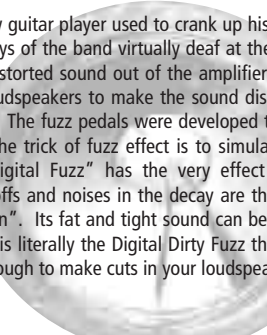 guitar player used to crank up his
ys of the band virtually deaf at the
storted sound out of the amplifier
udspeakers to make the sound dis
The fuzz pedals were developed t
he trick of fuzz effect is to simula
igital Fuzz" has the very effect
offs and noises in the decay are th
n". Its fat and tight sound can be
is literally the Digital Dirty Fuzz th
ough to make cuts in your loudspea